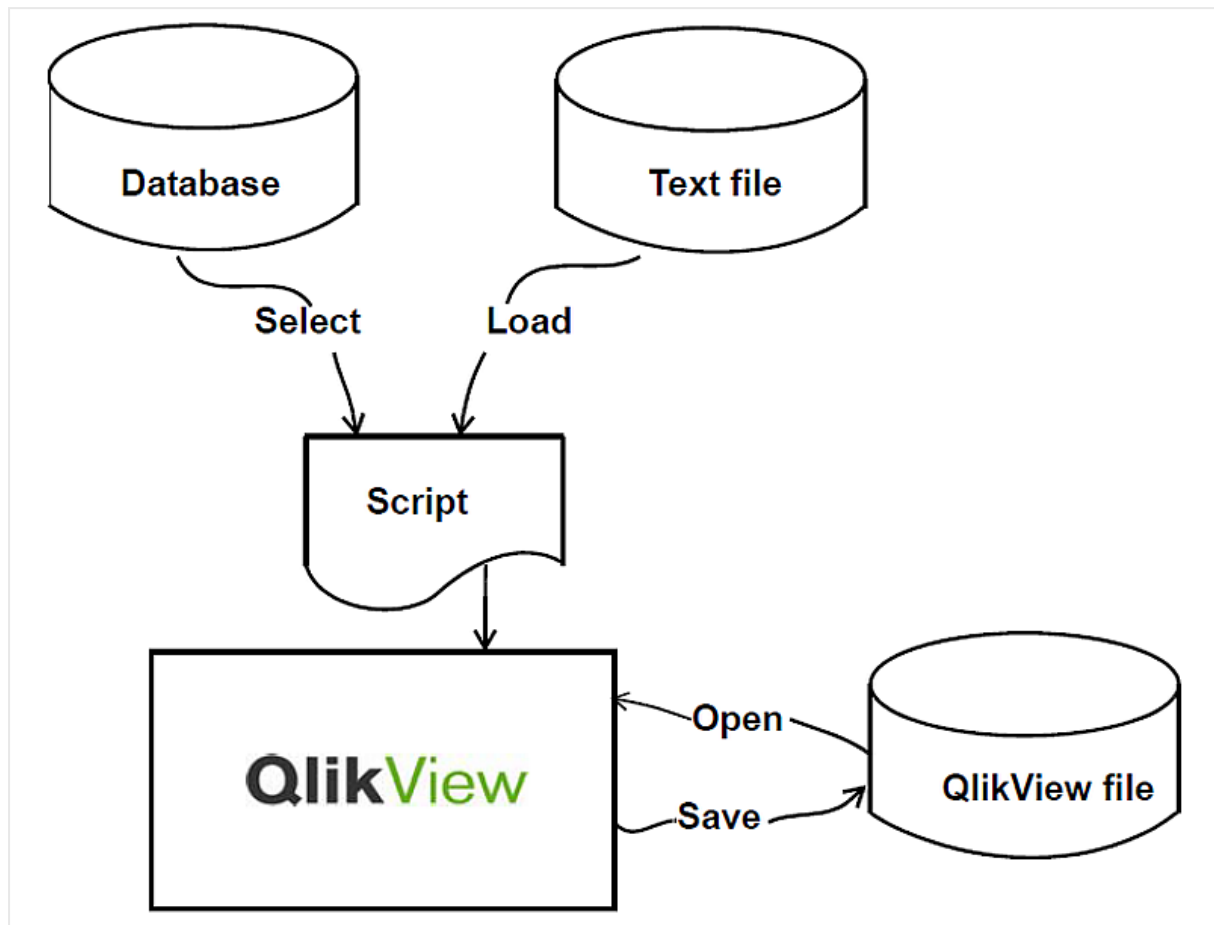 Database
Text file
Select
Load
Script
QlikView
Open
QlikView file
Save